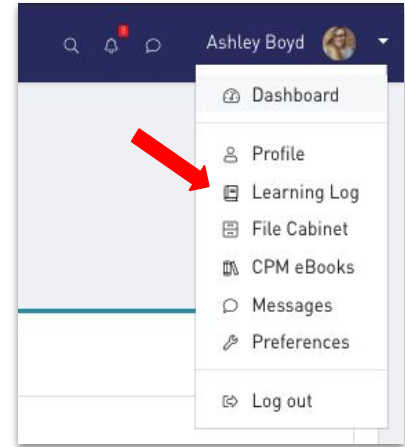 Ashley Boyd
Dashboard
Profile
Learning Log
File Cabinet
CPM eBooks
Messages
Preferences
Log out